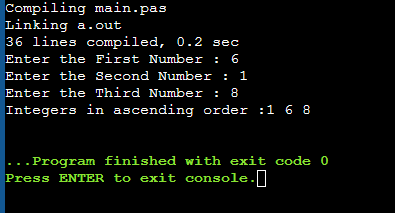 Compiling main.pas
Linking a.out
36 lines compiled, 0.2 sec
Enter the First Number : 6
Enter the Second Number : 1
Enter the Third Number : 8
Integers in ascending order :1 6 8
...Program finished with exit code 0
Press ENTER to exit console.